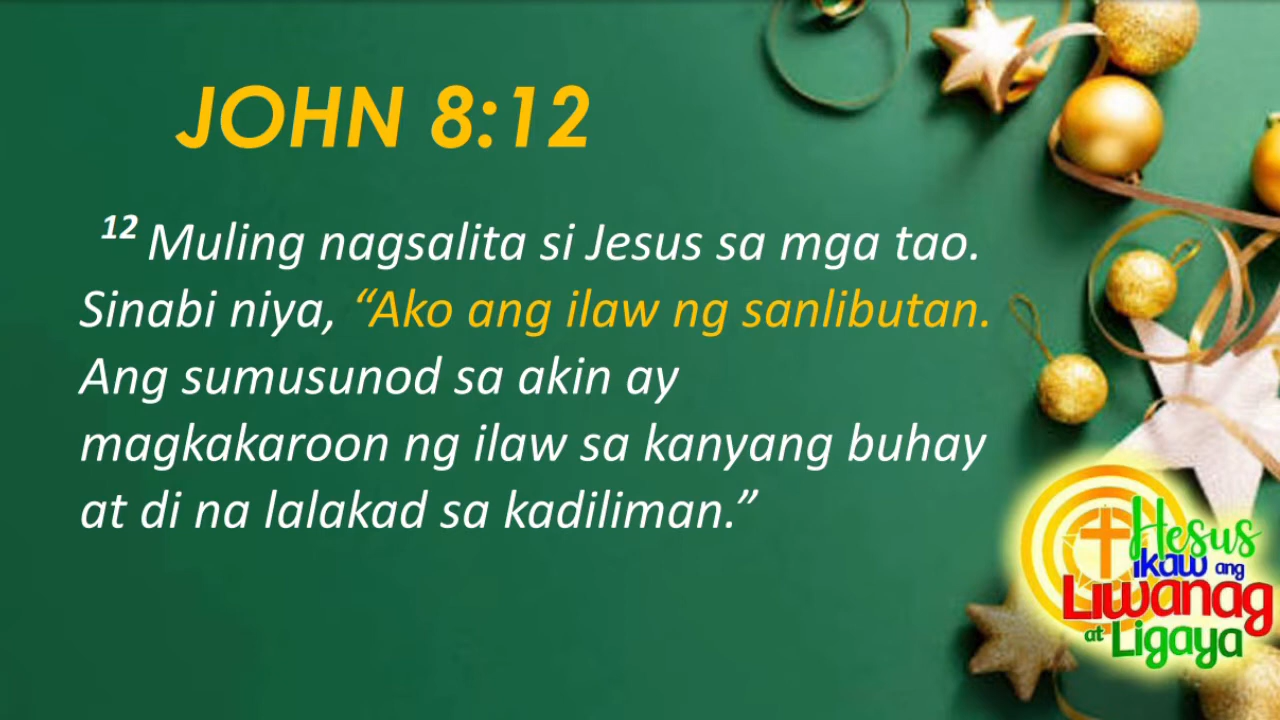 JOHN 8:12
12 Muling nagsalita si Jesus sa mga tao.
Sinabi niya, “Ako ang ilaw ng sanlibutan.
Ang sumusunod sa akin ay
magkakaroon ng ilaw sa kanyang buhay
at di na lalakad sa kadiliman.”
Hesus
ikaw ang
Liwanag
at Ligaya